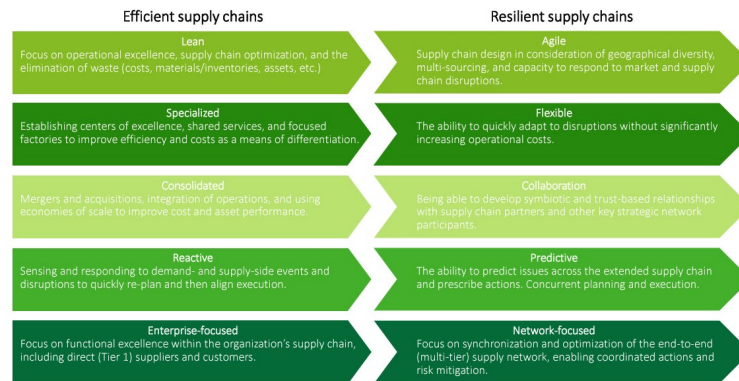 Efficient supply chains
Resilient supply chains
Lean
Focus on operational excellence, supply chain optimization, and the
elimination of waste (costs, materials/inventories, assets, etc.)
Agile
Supply chain design in consideration of geographical diversity,
multi-sourcing, and capacity to respond to market and supply
chain disruptions.
Specialized
Establishing centers of excellence, shared services, and focused
factories to improve efficiency and costs as a means of differentiation.
Flexible
The ability to quickly adapt to disruptions without significantly
increasing operational costs.
Consolidated
Mergers and acquisitions, integration of operations, and using
economies of scale to improve cost and asset performance.
Collaboration
Being able to develop symbiotic and trust-based relationships
with supply chain partners and other key strategic network
participants.
Reactive
Sensing and responding to demand- and supply-side events and
disruptions to quickly re-plan and then align execution.
Predictive
The ability to predict issues across the extended supply chain
and prescribe actions. Concurrent planning and execution.
Enterprise-focused
Focus on functional excellence within the organization's supply chain,
including direct (Tier 1) suppliers and customers.
Network-focused
Focus on synchronization and optimization of the end-to-end
(multi-tier) supply network, enabling coordinated actions and
risk mitigation.